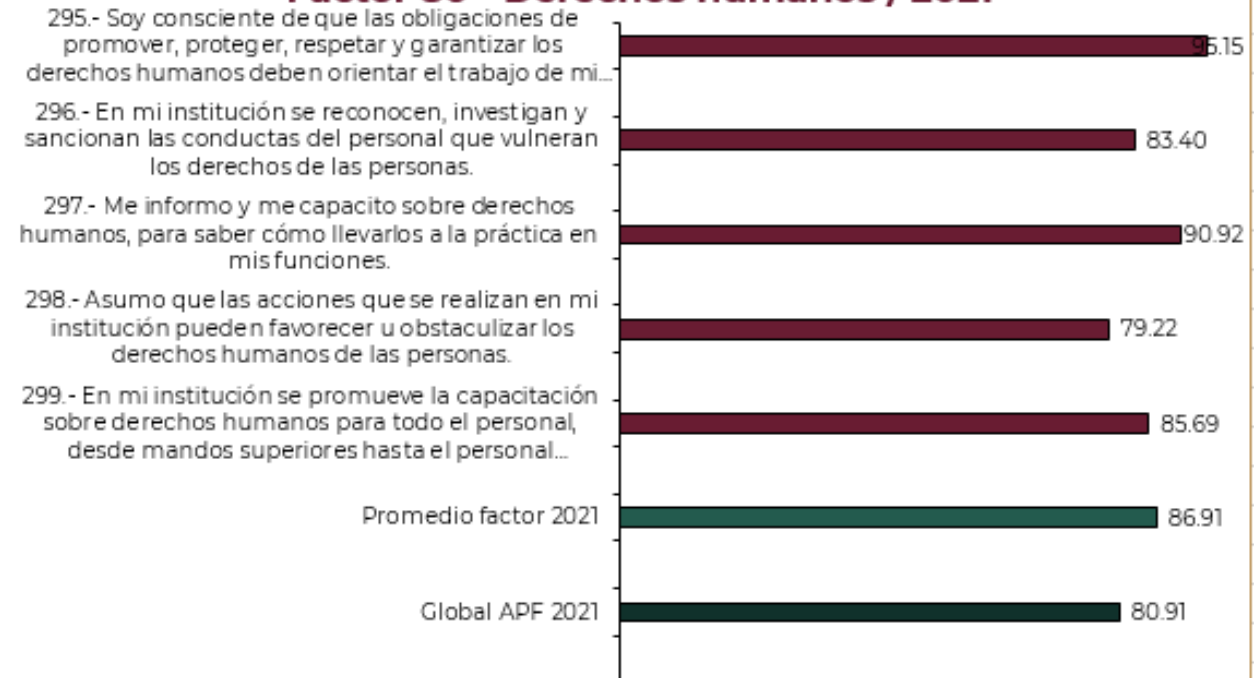 295.- Soy consciente de que las obligaciones de
promover, proteger, respetar y garantizar los
derechos humanos deben orientar el trabajo de mi...
95.15
296.- En mi institución se reconocen, investigan y
sancionan las conductas del personal que vulneran
los derechos de las personas.
83.40
297.- Me informo y me capacito sobre derechos
humanos, para saber cómo llevarlos a la práctica en
mis funciones.
90.92
298.- Asumo que las acciones que se realizan en mi
institución pueden favorecer u obstaculizar los
derechos humanos de las personas.
79.22
299.- En mi institución se promueve la capacitación
sobre derechos humanos para todo el personal,
desde mandos superiores hasta el personal...
85.69
Promedio factor 2021
86.91
Global APF 2021
80.91